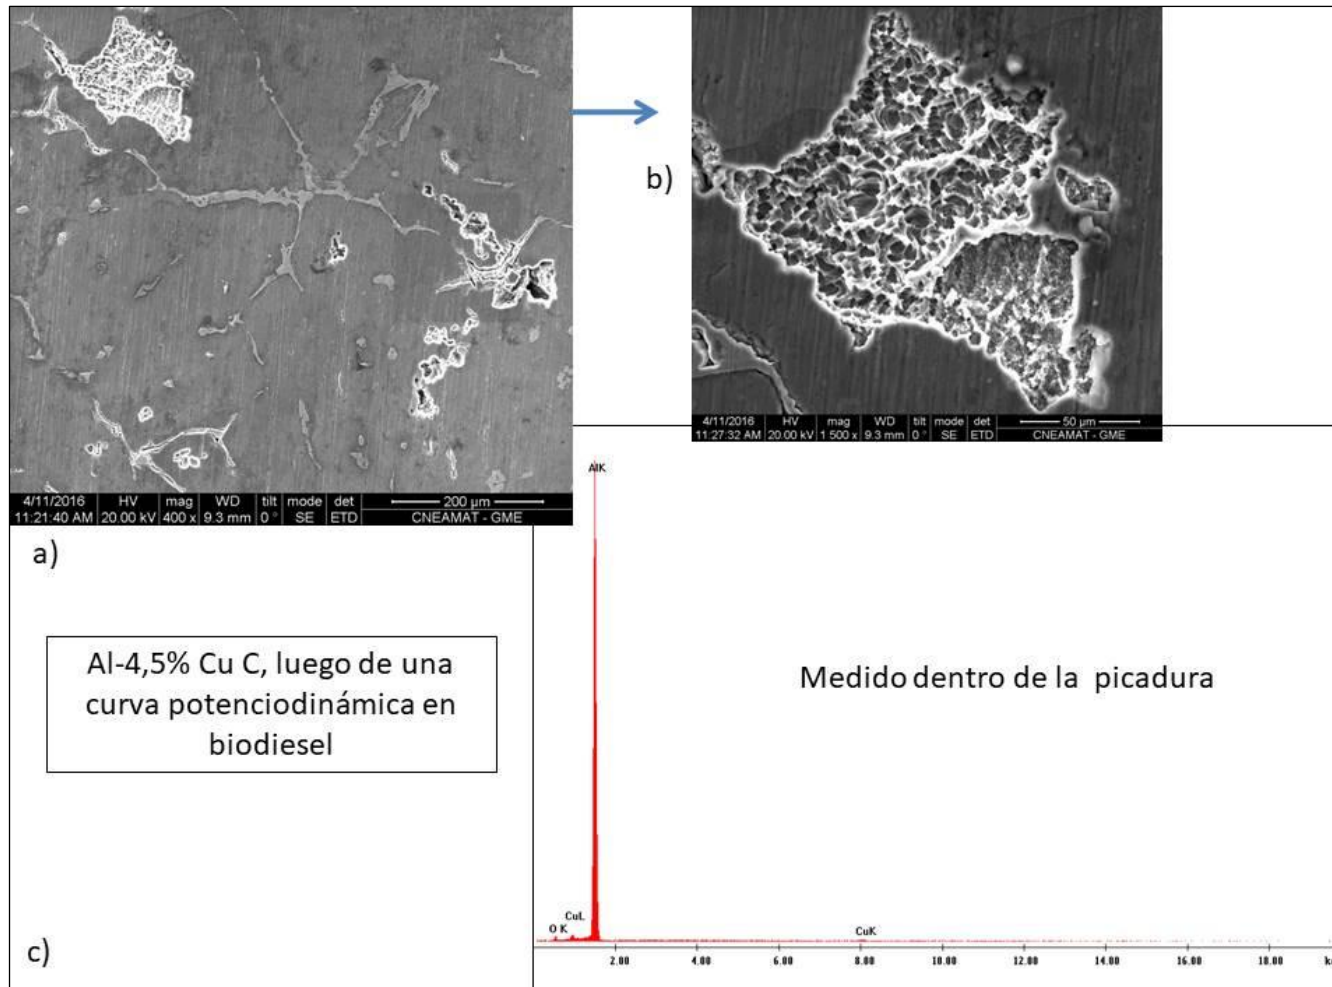 4/11/2016 HV mag WD tilt mode det 200 µm
11:21:40 AM 20.00 kV 400 x 9.3 mm 0 ° SE ETD CNEAMAT - GME
a)
b)
4/11/2016 HV mag WD tilt mode det 50 µm
11:27:32 AM 20.00 kV 1 500 x 9.3 mm 0 ° SE ETD CNEAMAT - GME
Al-4,5% Cu C, luego de una
curva potenciodinámica en
biodiesel
c)
AlK
Medido dentro de la picadura
CuL
O K
CuK
2.00 4.00 6.00 8.00 10.00 12.00 14.00 16.00 18.00